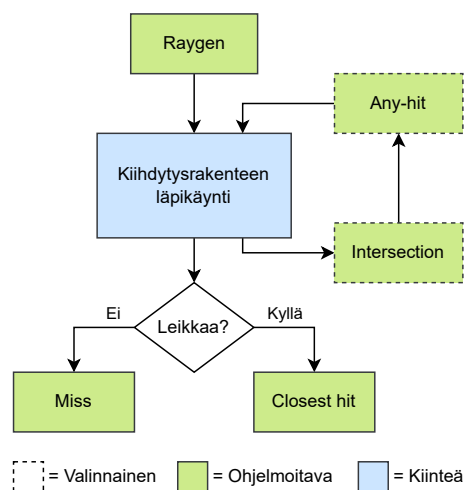 Raygen
Any-hit
Kiihdytysrakenteen
läpikäynti
Intersection
Leikkaa?
Ei
Kyllä
Miss
Closest hit
= Valinnainen
= Ohjelmoitava
= Kiinteä